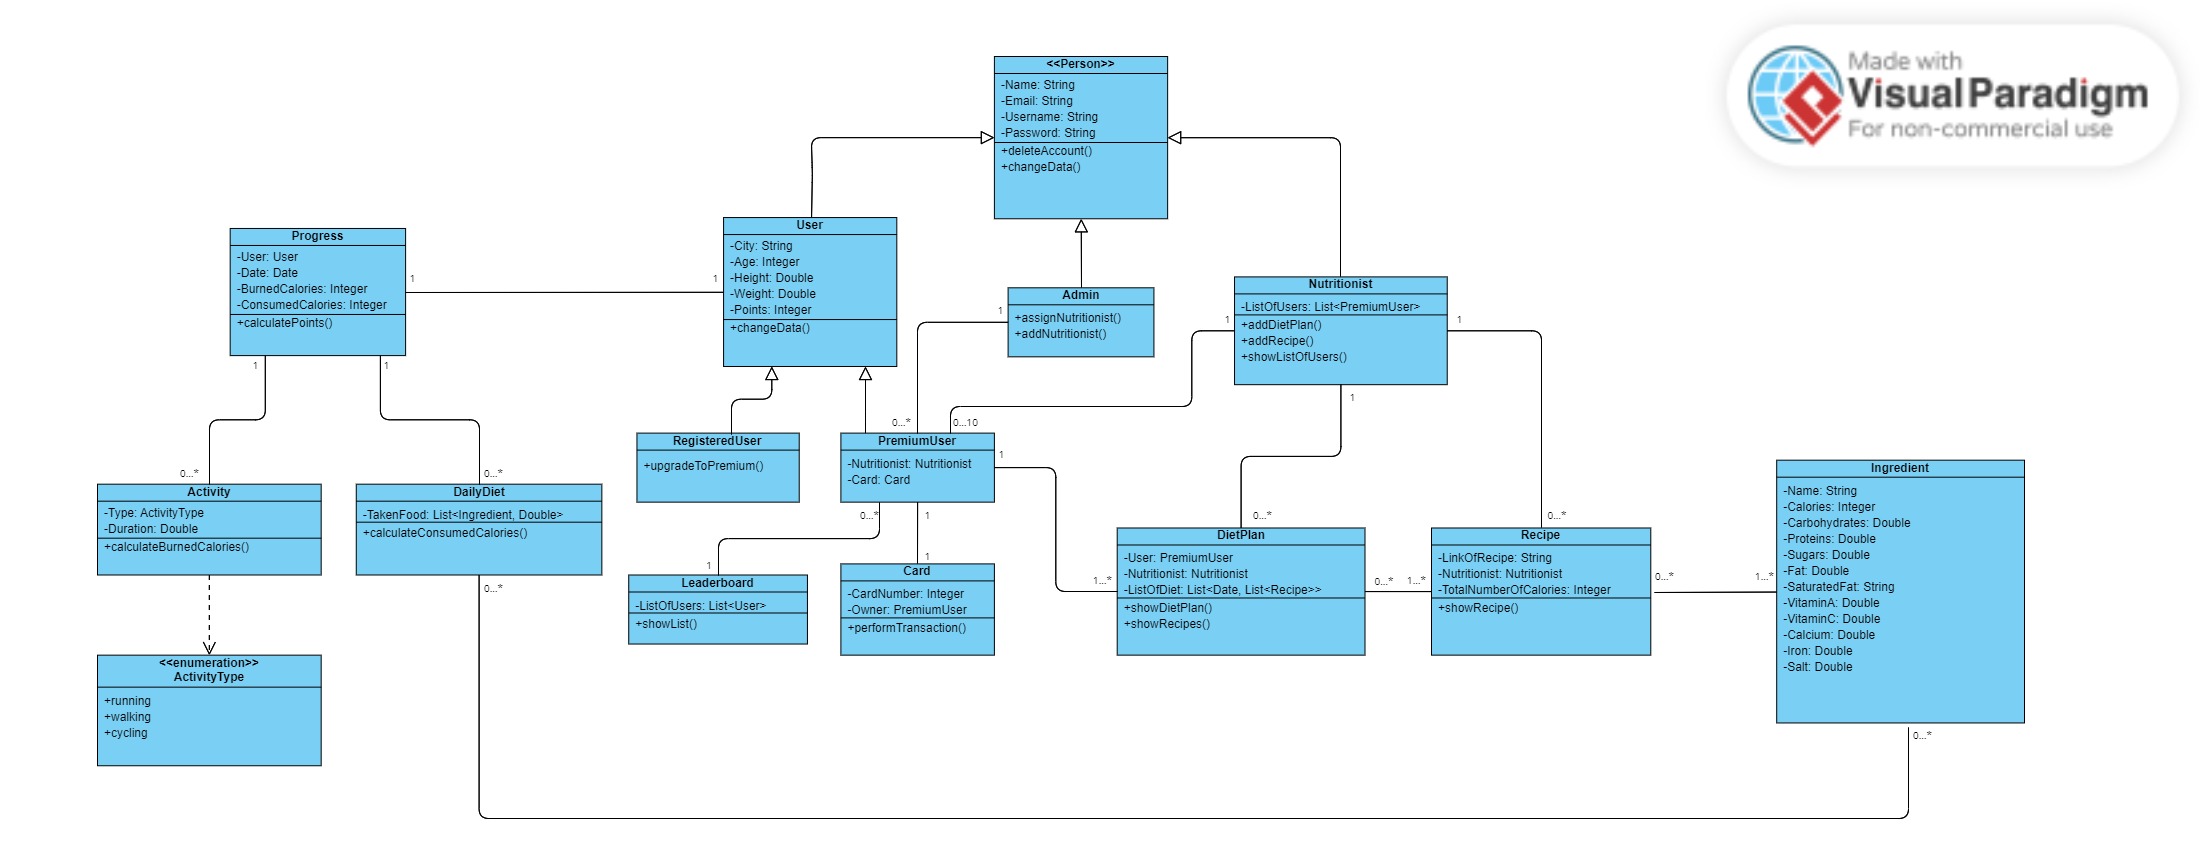 Made with
Visual Paradigm
For non-commercial use
<<Person>>
-Name: String
-Email: String
-Username: String
-Password: String
+deleteAccount()
+changeData()
User
-City: String
-Age: Integer
-Height: Double
-Weight: Double
-Points: Integer
+changeData()
Progress
-User: User
-Date: Date
-BurnedCalories: Integer
-ConsumedCalories: Integer
+calculatePoints()
1
1
1
1
Admin
+assignNutritionist()
+addNutritionist()
1
Nutritionist
-ListOfUsers: List<PremiumUser>
+addDietPlan()
+addRecipe()
+showListOfUsers()
1
1
1
0...*
0...10
RegisteredUser
+upgradeToPremium()
PremiumUser
-Nutritionist: Nutritionist
-Card: Card
1
0...*
1
0...*
0...*
Activity
-Type: ActivityType
-Duration: Double
+calculateBurnedCalories()
DailyDiet
-TakenFood: List<Ingredient, Double>
+calculateConsumedCalories()
0...*
1
1
Leaderboard
-ListOfUsers: List<User>
+showList()
Card
-CardNumber: Integer
-Owner: PremiumUser
+performTransaction()
0...*
0...*
1...*
DietPlan
-User: PremiumUser
-Nutritionist: Nutritionist
-ListOfDiet: List<Date, List<Recipe>>
+showDietPlan()
+showRecipes()
0...*
1...*
Recipe
-LinkOfRecipe: String
-Nutritionist: Nutritionist
-TotalNumberOfCalories: Integer
+showRecipe()
0...*
1...*
Ingredient
-Name: String
-Calories: Integer
-Carbohydrates: Double
-Proteins: Double
-Sugars: Double
-Fat: Double
-SaturatedFat: String
-VitaminA: Double
-VitaminC: Double
-Calcium: Double
-Iron: Double
-Salt: Double
0...*
<<enumeration>>
ActivityType
+running
+walking
+cycling